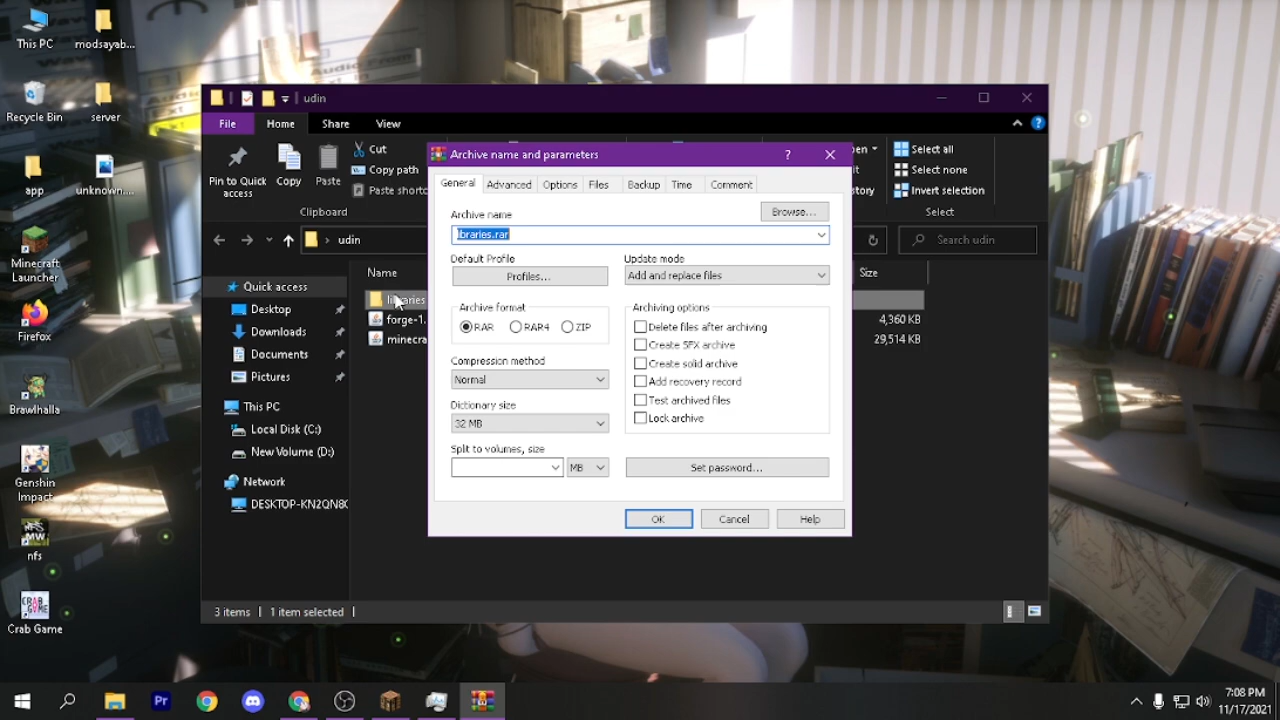 This PC
modsayab...
Recycle Bin
server
app
unknown....
Minecraft
Launcher
Firefox
Brawlhalla
Genshin
Impact
nfs
Crab Game
udin
File
Home
Share
View
Pin to Quick
access
Copy
Paste
Cut
Copy path
Paste shortc
Clipboard
Select all
Select none
Invert selection
Select
udin
Search udin
Quick access
Desktop
Downloads
Documents
Pictures
This PC
Local Disk (C:)
New Volume (D:)
Network
DESKTOP-KN2QN8C
Name
Size
libraries
forge-1.
4,360 KB
minecra
29,514 KB
3 items
1 item selected
Archive name and parameters
General
Advanced
Options
Files
Backup
Time
Comment
Archive name
Browse...
libraries.rar
Default Profile
Profiles...
Update mode
Add and replace files
Archive format
RAR
RAR4
ZIP
Compression method
Normal
Dictionary size
32 MB
Split to volumes, size
MB
Archiving options
Delete files after archiving
Create SFX archive
Create solid archive
Add recovery record
Test archived files
Lock archive
Set password...
OK
Cancel
Help
Pr
7:08 PM
11/17/2021